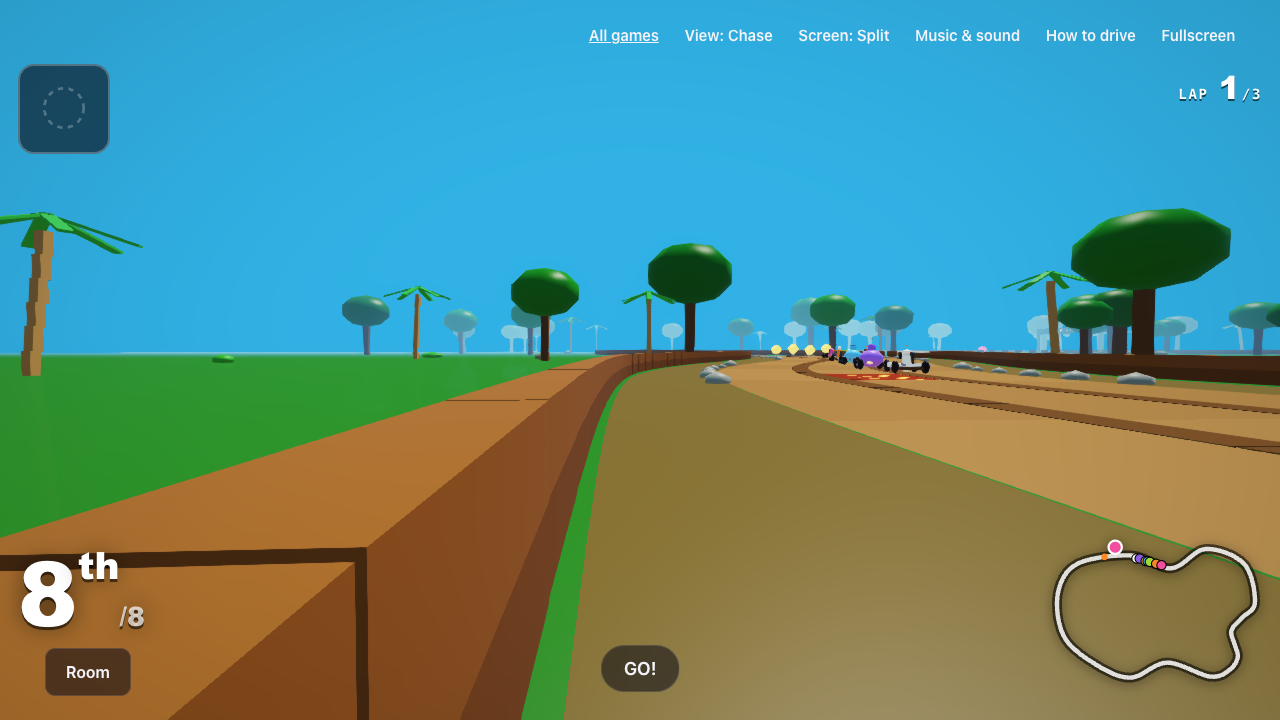 All games View: Chase Screen: Split Music & sound How to drive Fullscreen
LAP 1/3
8th/8
Room
GO!